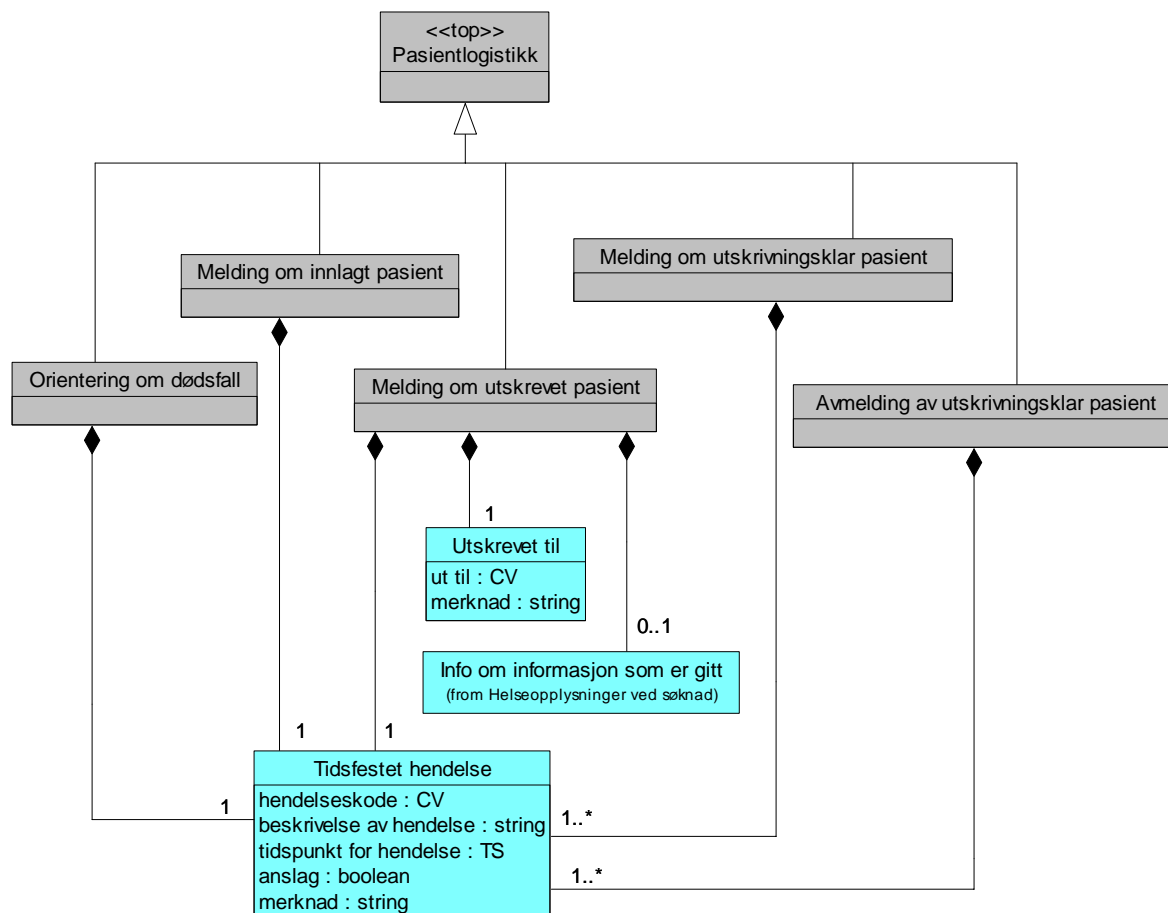 <<top>>
Pasientlogistikk
Melding om utskrivningsklar pasient
Melding om innlagt pasient
Orientering om dødsfall
Melding om utskrevet pasient
Avmelding av utskrivningsklar pasient
1
Utskrevet til
ut til : CV
merknad : string
0..1
Info om informasjon som er gitt
(from Helseopplysninger ved søknad)
1
1
Tidsfestet hendelse
hendelseskode : CV
beskrivelse av hendelse : string
tidspunkt for hendelse : TS
anslag : boolean
merknad : string
1
1..*
1..*